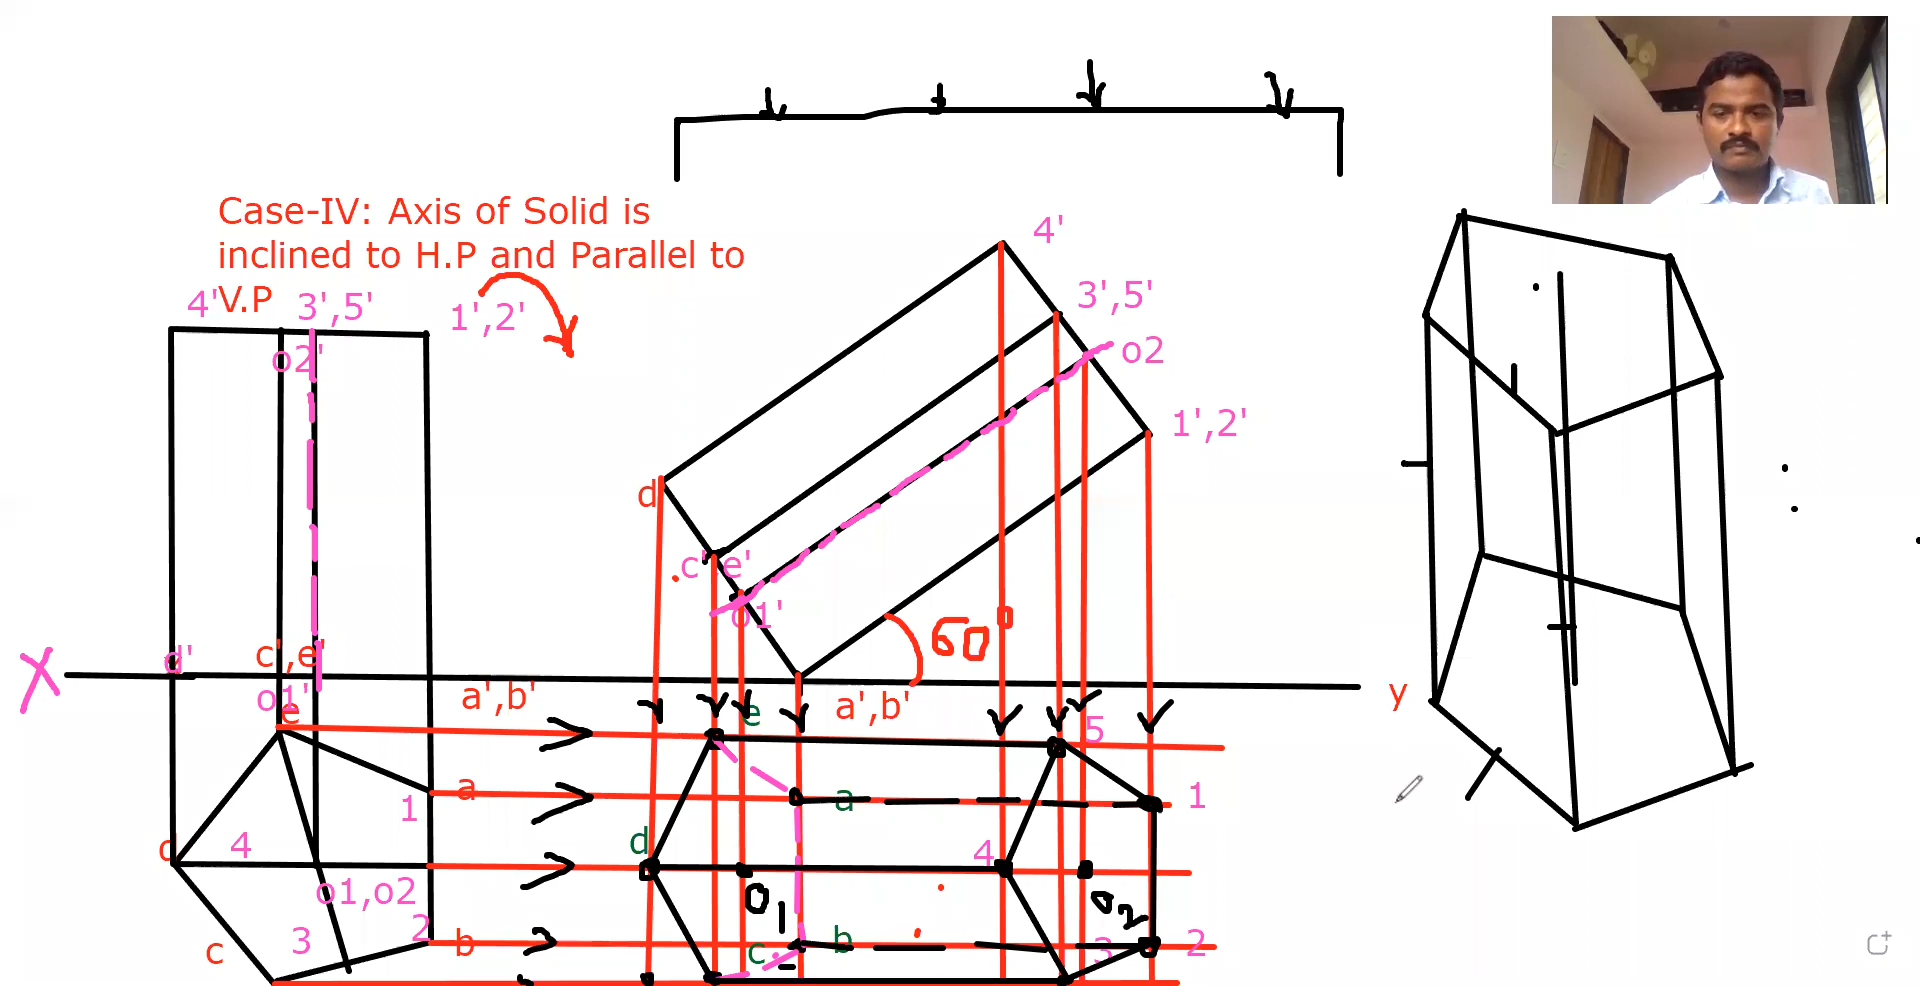 Case-IV: Axis of Solid is
inclined to H.P and Parallel to
V.P
4'
3',5'
1',2'
o2'
4'
3',5'
o2
1',2'
d
c' e'
o1'
60°
X
d'
c',e'
o1'
a',b'
a',b'
y
e
e
5
a
1
a
1
d
4
d
4
o1,o2
O1
o2
c
3
2
b
c
b
3
2